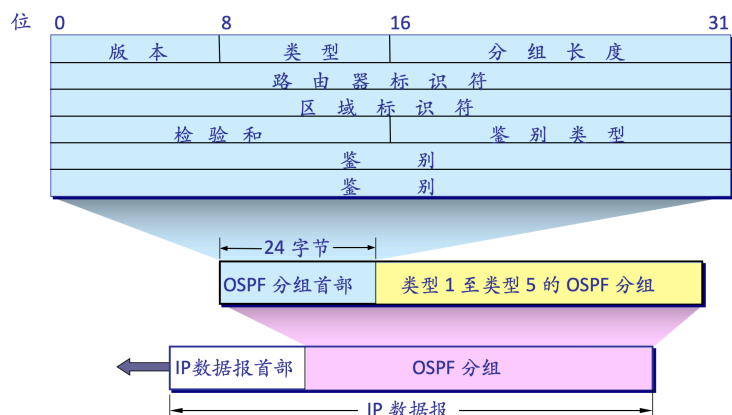 位 0 8 16 31
版 本 类 型 分 组 长 度
路 由 器 标 识 符
区 域 标 识 符
检 验 和 鉴 别 类 型
鉴 别
鉴 别
24 字节
OSPF 分组首部 类型 1 至类型 5 的 OSPF 分组
IP数据报首部 OSPF 分组
IP 数据报